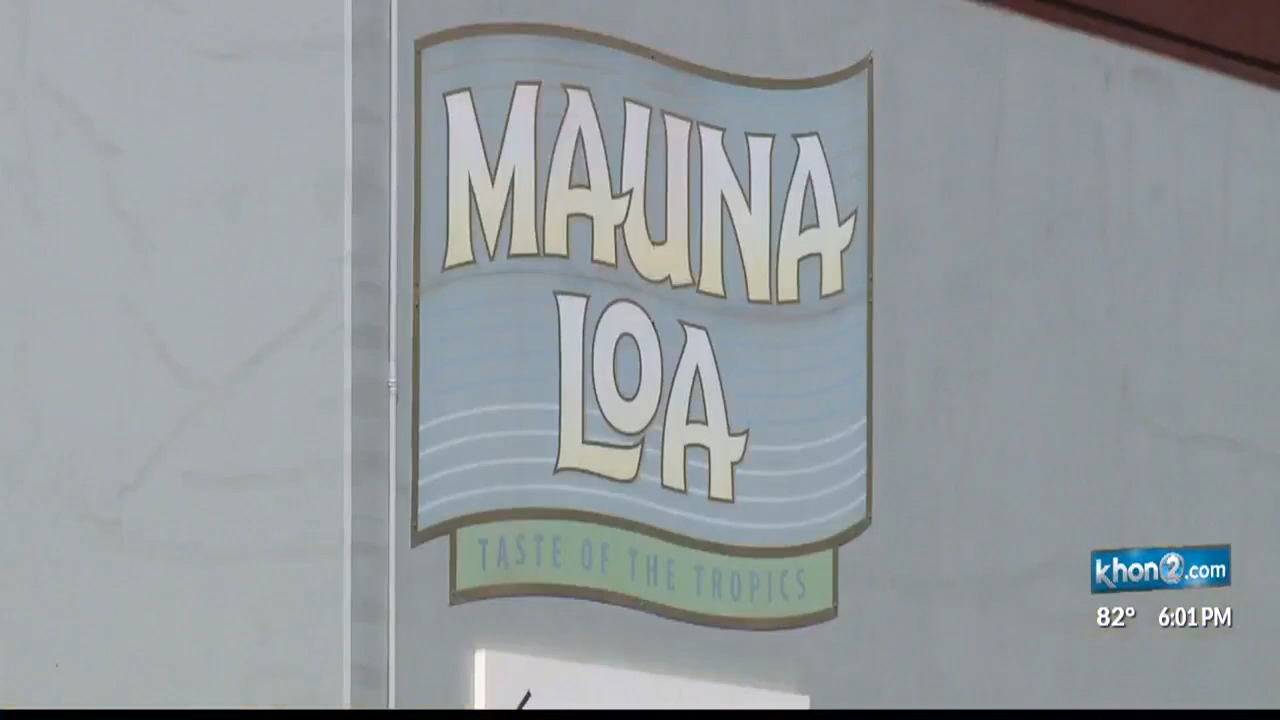 MAUNA
LOA
TASTE OF THE TROPICS
khon2.com
82° 6:01 PM